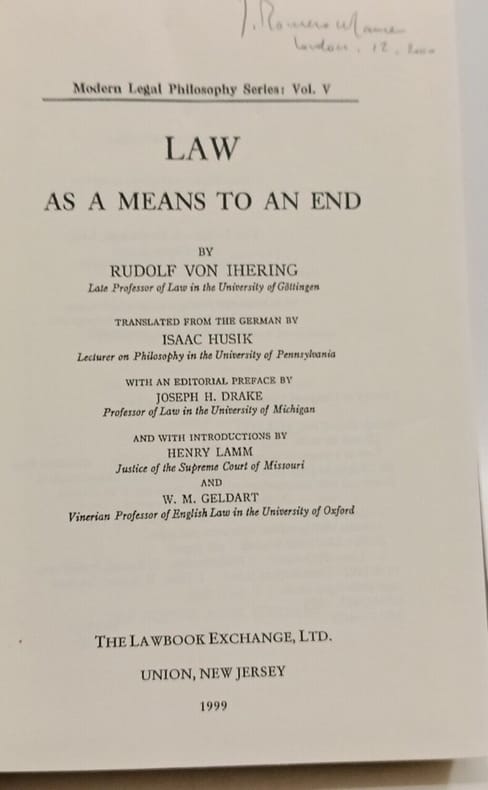 London. 12. 2000
Modern Legal Philosophy Series: Vol. V
LAW
AS A MEANS TO AN END
BY
RUDOLF VON IHERING
Late Professor of Law in the University of Göttingen
TRANSLATED FROM THE GERMAN BY
ISAAC HUSIK
Lecturer on Philosophy in the University of Pennsylvania
WITH AN EDITORIAL PREFACE BY
JOSEPH H. DRAKE
Professor of Law in the University of Michigan
AND WITH INTRODUCTIONS BY
HENRY LAMM
Justice of the Supreme Court of Missouri
AND
W. M. GELDART
Vinerian Professor of English Law in the University of Oxford
THE LAWBOOK EXCHANGE, LTD.
UNION, NEW JERSEY
1999